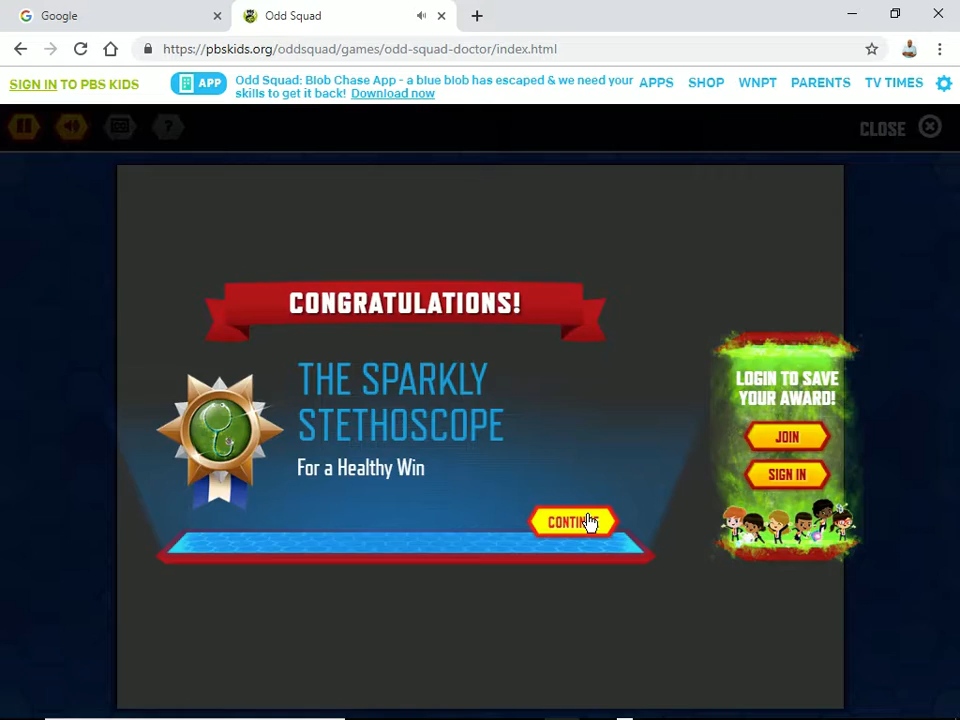 Google
Odd Squad
https://pbskids.org/oddsquad/games/odd-squad-doctor/index.html
SIGN IN TO PBS KIDS
APP
Odd Squad: Blob Chase App - a blue blob has escaped & we need your
skills to get it back! Download now
APPS
SHOP
WNPT
PARENTS
TV TIMES
?
CLOSE
CONGRATULATIONS!
THE SPARKLY
STETHOSCOPE
For a Healthy Win
LOGIN TO SAVE
YOUR AWARD!
JOIN
SIGN IN